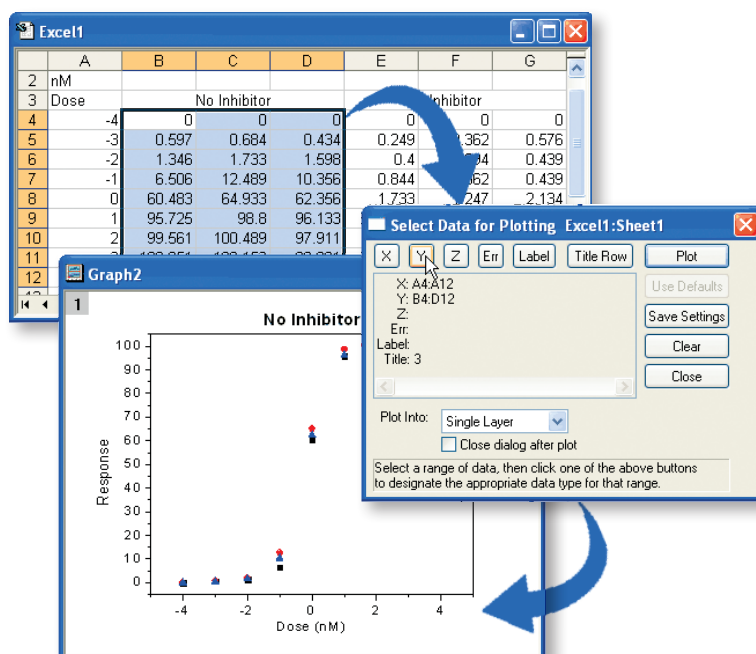 Excel1
A B C D E F G
2 nM
3 Dose No Inhibitor Inhibitor
4 -4 0 0 0 0 0 0
5 -3 0.597 0.684 0.434 0.249 .362 0.576
6 -2 1.346 1.733 1.598 0.4 0.439
7 -1 6.506 12.489 10.356 0.844 0.439
8 0 60.483 64.933 62.356 1.733 .247 2.134
9 1 95.725 98.8 96.133
10 2 99.561 100.489 97.911
11
12
Select Data for Plotting Excel1:Sheet1
X Y Z Err Label Title Row Plot
X: A4:A12
Y: B4:D12
Z:
Err:
Label:
Title: 3
Use Defaults
Save Settings
Clear
Close
Plot Into: Single Layer
Close dialog after plot
Select a range of data, then click one of the above buttons
to designate the appropriate data type for that range.
Graph2
1
No Inhibitor
100
90
80
70
60
50
40
30
20
10
0
Response
-4 -2 0 2 4
Dose (nM)